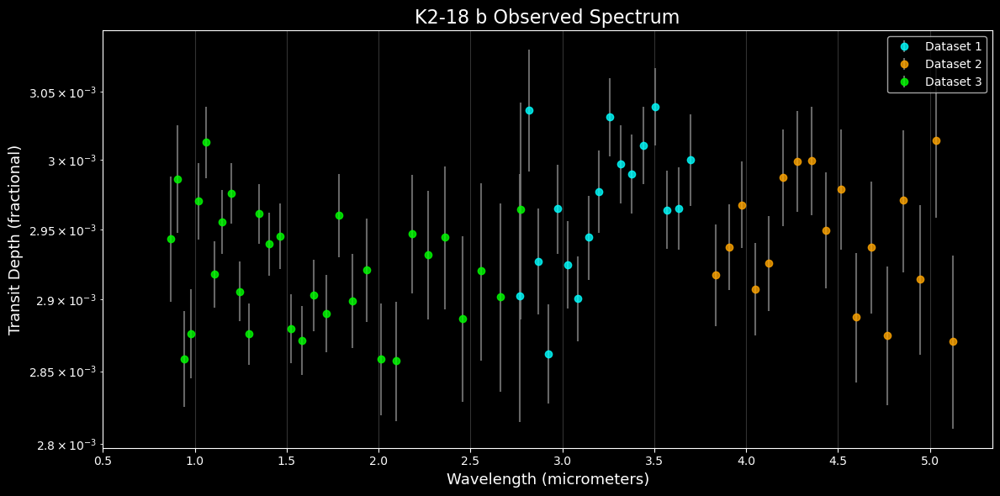 K2-18 b Observed Spectrum
Dataset 1
Dataset 2
Dataset 3
Transit Depth (fractional)
3.05 × 10⁻³
3 × 10⁻³
2.95 × 10⁻³
2.9 × 10⁻³
2.85 × 10⁻³
2.8 × 10⁻³
0.5 1.0 1.5 2.0 2.5 3.0 3.5 4.0 4.5 5.0
Wavelength (micrometers)